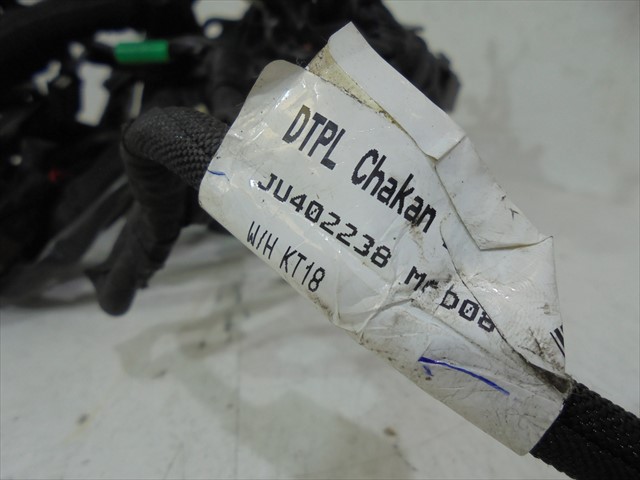 DTPL Chakan
JU402238
W/H KT18